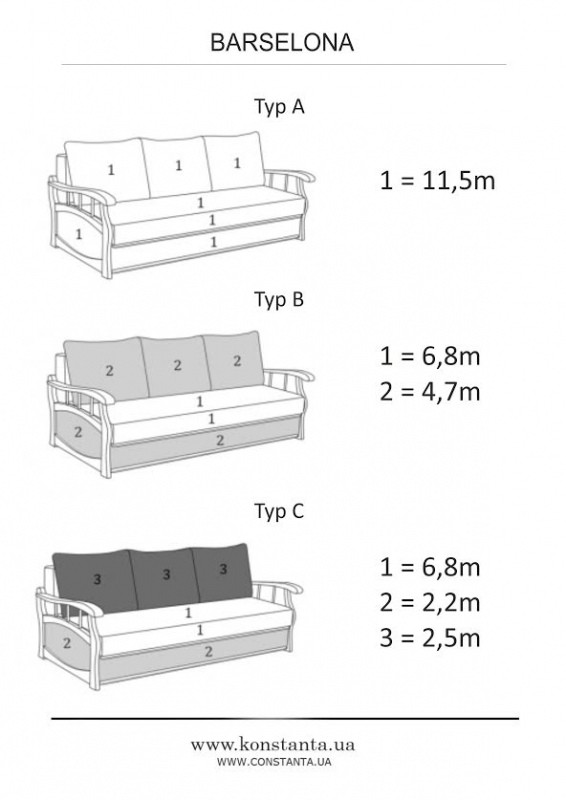 BARSELONA
Typ A
1 1 1
1
1
1 1
1 = 11,5m
Typ B
2 2 2
1
1
2 2
1 = 6,8m
2 = 4,7m
Typ C
3 3 3
1
1
2 2
1 = 6,8m
2 = 2,2m
3 = 2,5m
www.konstanta.ua
WWW.CONSTANTA.UA